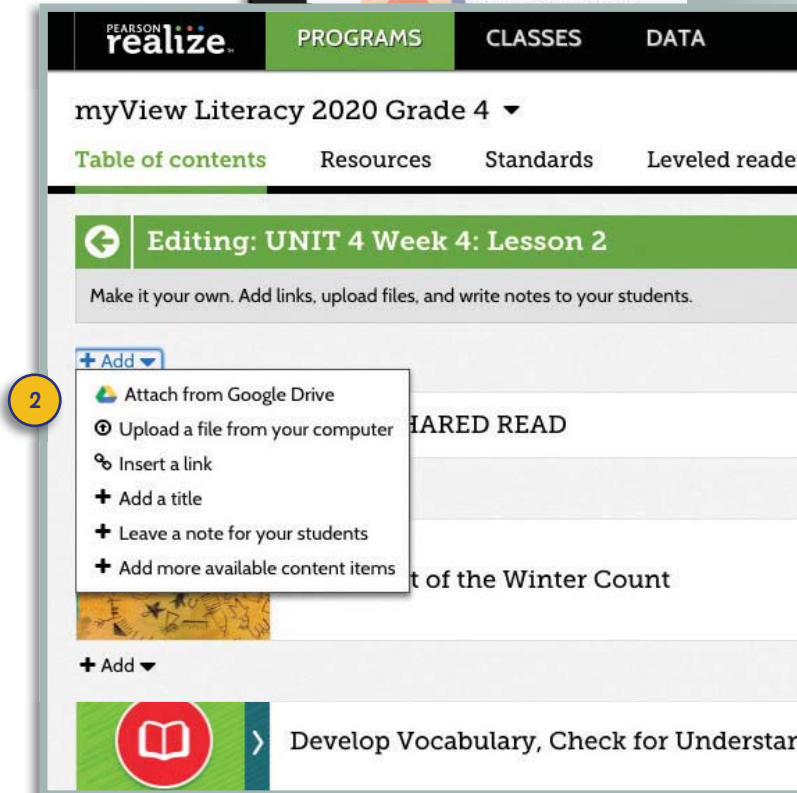 PEARSON
realize™ PROGRAMS CLASSES DATA
myView Literacy 2020 Grade 4
Table of contents Resources Standards Leveled reade
Editing: UNIT 4 Week 4: Lesson 2
Make it your own. Add links, upload files, and write notes to your students.
+ Add
2
Attach from Google Drive
Upload a file from your computer
HARED READ
Insert a link
+ Add a title
+ Leave a note for your students
+ Add more available content items
t of the Winter Count
+ Add
Develop Vocabulary, Check for Understan